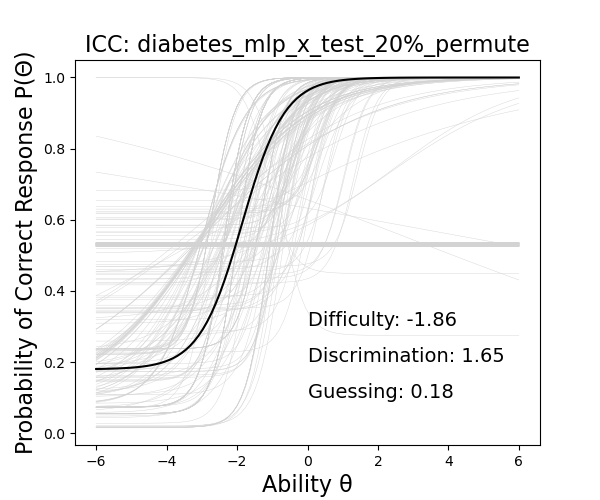 ICC: diabetes_mlp_x_test_20%_permute
Probability of Correct Response P(Θ)
1.0
0.8
0.6
0.4
0.2
0.0
Difficulty: -1.86
Discrimination: 1.65
Guessing: 0.18
−6 −4 −2 0 2 4 6
Ability θ